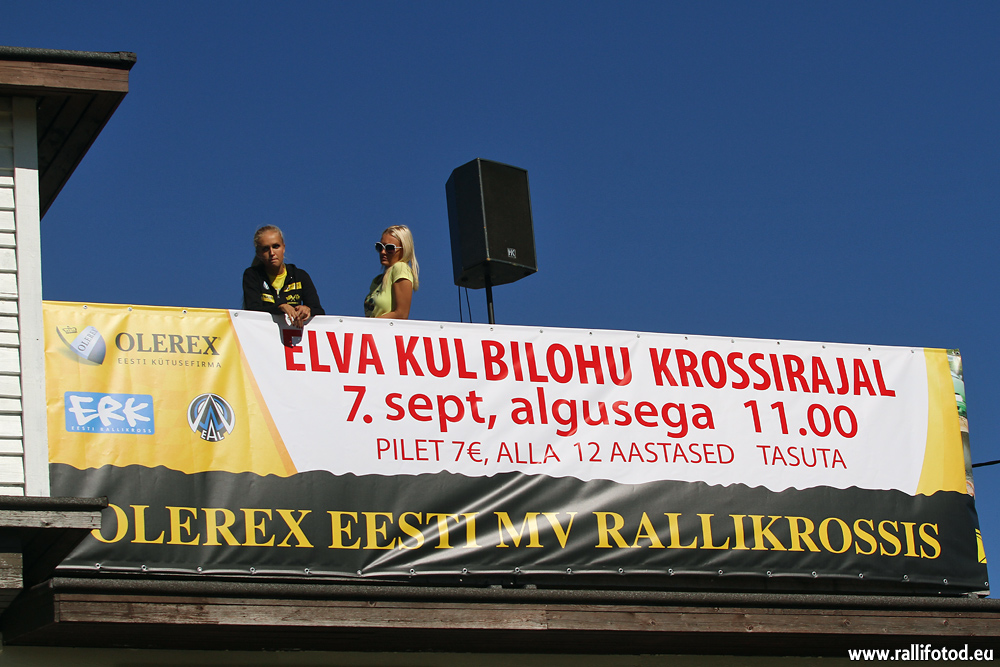 OLEREX
EESTI KÜTUSEFIRMA
ERK
EESTI RALLIKROSS
EAL
ELVA KULBILOHU KROSSIRAJAL
7. sept, algusega 11.00
PILET 7€, ALLA 12 AASTASED TASUTA
OLEREX EESTI MV RALLIKROSSIS
www.rallifotod.eu